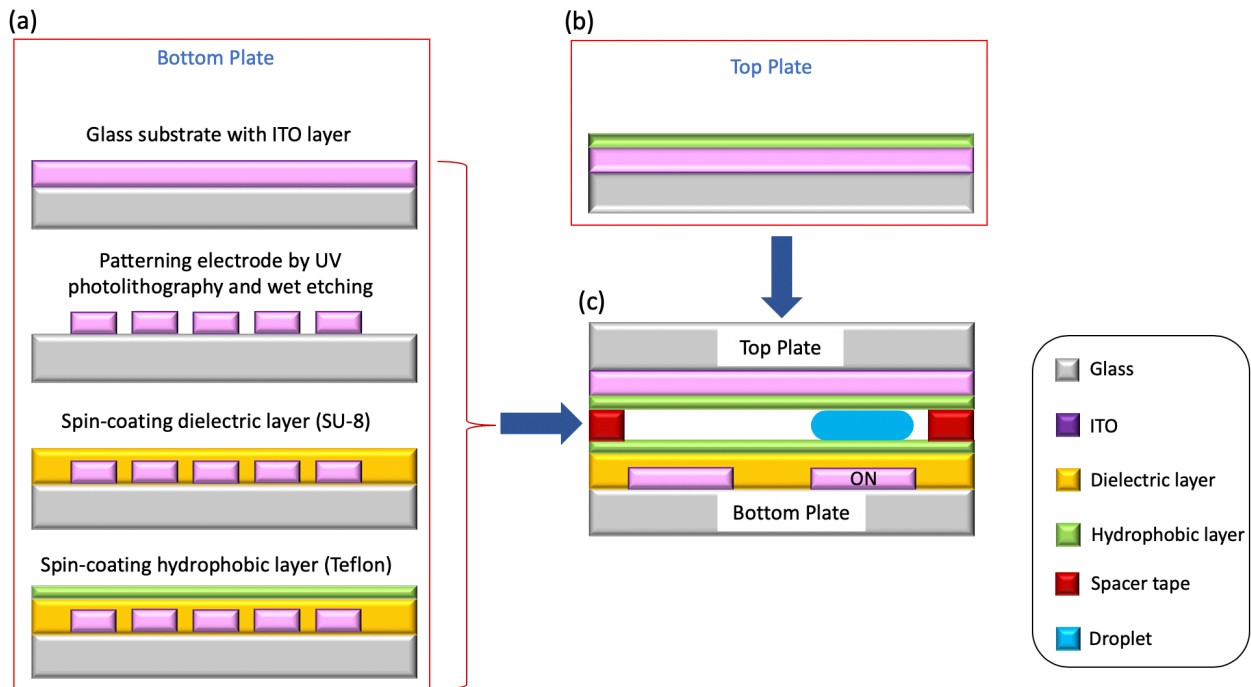 (a)
Bottom Plate
Glass substrate with ITO layer
Patterning electrode by UV
photolithography and wet etching
Spin-coating dielectric layer (SU-8)
Spin-coating hydrophobic layer (Teflon)
(b)
Top Plate
(c)
Top Plate
ON
Bottom Plate
Glass
ITO
Dielectric layer
Hydrophobic layer
Spacer tape
Droplet